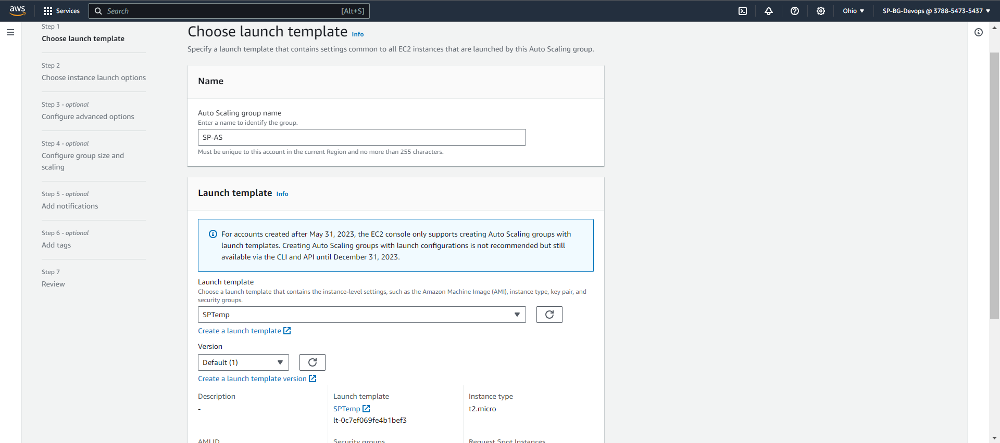 aws
Services
Search
[Alt+S]
Ohio
SP-BG-Devops @ 3788-5473-5437
Step 1
Choose launch template
Step 2
Choose instance launch options
Step 3 - optional
Configure advanced options
Step 4 - optional
Configure group size and
scaling
Step 5 - optional
Add notifications
Step 6 - optional
Add tags
Step 7
Review
Choose launch template Info
Specify a launch template that contains settings common to all EC2 instances that are launched by this Auto Scaling group.
Name
Auto Scaling group name
Enter a name to identify the group.
SP-AS
Must be unique to this account in the current Region and no more than 255 characters.
Launch template Info
For accounts created after May 31, 2023, the EC2 console only supports creating Auto Scaling groups with
launch templates. Creating Auto Scaling groups with launch configurations is not recommended but still
available via the CLI and API until December 31, 2023.
Launch template
Choose a launch template that contains the instance-level settings, such as the Amazon Machine Image (AMI), instance type, key pair, and
security groups.
SPTemp
Create a launch template
Version
Default (1)
Create a launch template version
Description
-
Launch template
SPTemp
lt-0c7ef069fe4b1bef3
Instance type
t2.micro
AMI ID
Security groups
Request Spot Instances